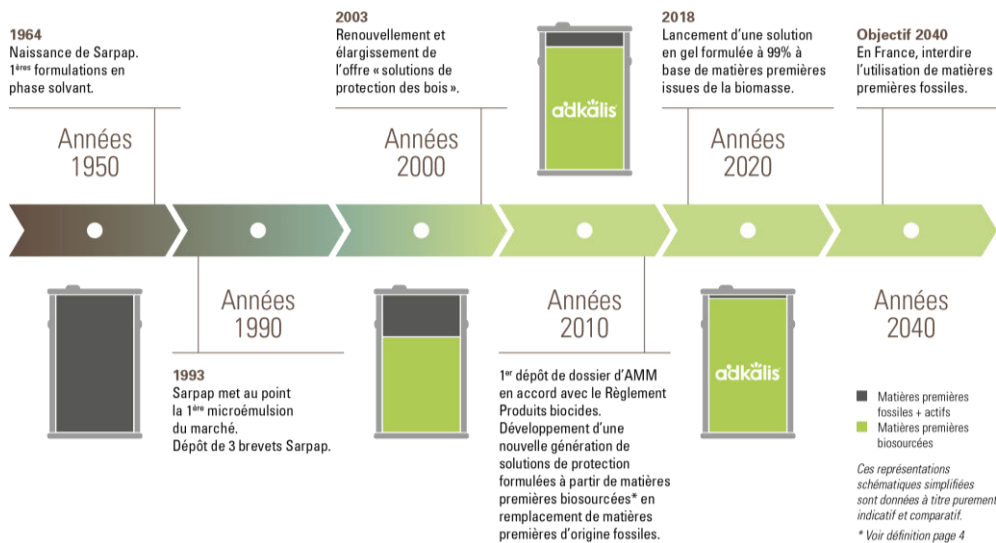 1964
Naissance de Sarpap.
1ères formulations en
phase solvant.
Années
1950
2003
Renouvellement et
élargissement de
l'offre « solutions de
protection des bois ».
Années
2000
adkalis
2018
Lancement d'une solution
en gel formulée à 99% à
base de matières premières
issues de la biomasse.
Années
2020
Objectif 2040
En France, interdire
l'utilisation de matières
premières fossiles.
Années
1990
1993
Sarpap met au point
la 1ère microémulsion
du marché.
Dépôt de 3 brevets Sarpap.
Années
2010
1er dépôt de dossier d'AMM
en accord avec le Règlement
Produits biocides.
Développement d'une
nouvelle génération de
solutions de protection
formulées à partir de matières
premières biosourcées* en
remplacement de matières
premières d'origine fossiles.
adkalis
Années
2040
Matières premières
fossiles + actifs
Matières premières
biosourcées
Ces représentations
schématiques simplifiées
sont données à titre purement
indicatif et comparatif.
* Voir définition page 4